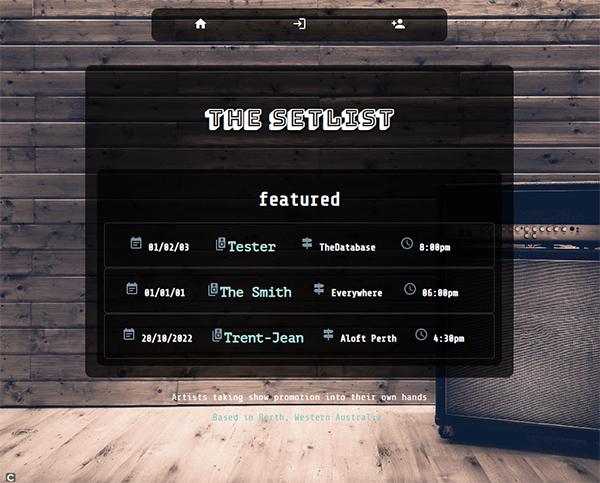 THE SETLIST
featured
01/02/03 Tester TheDatabase 8:00pm
01/01/01 The Smith Everywhere 06:00pm
28/10/2022 Trent-Jean Aloft Perth 4:30pm
Artists taking show promotion into their own hands
Based in Perth, Western Australia
C